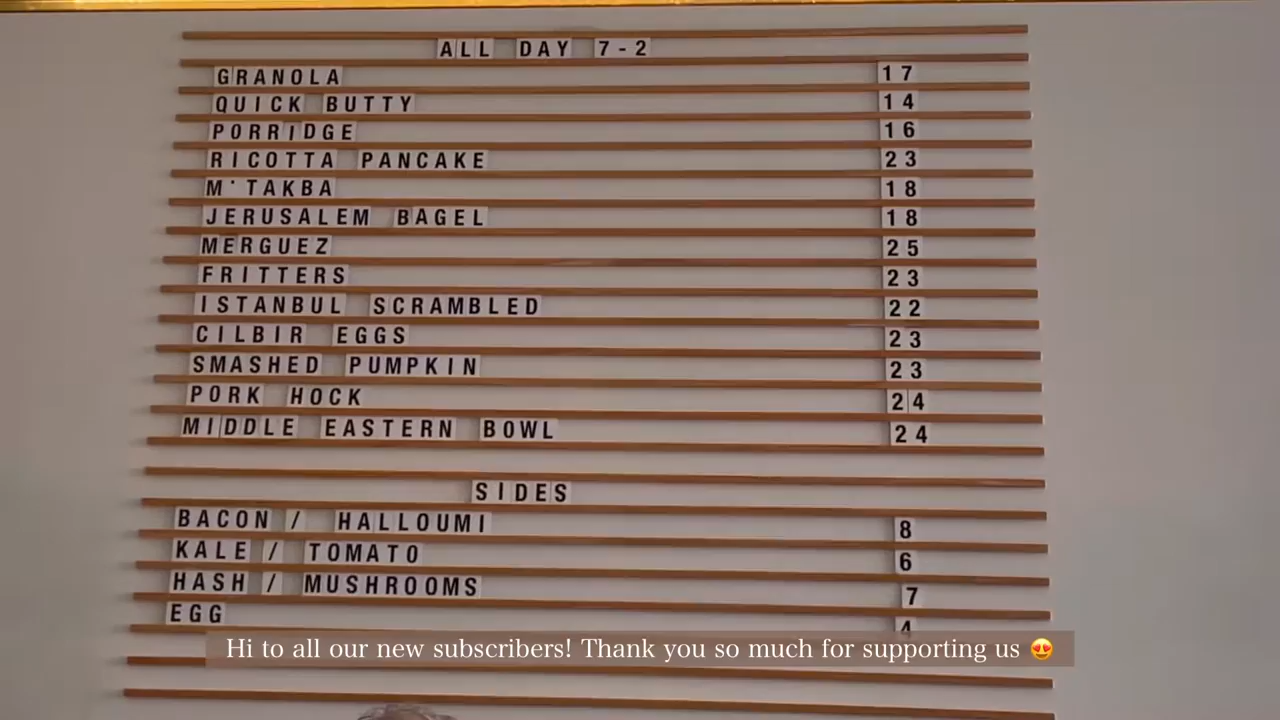 ALL DAY 7-2
GRANOLA 17
QUICK BUTTY 14
PORRIDGE 16
RICOTTA PANCAKE 23
M'TAKBA 18
JERUSALEM BAGEL 18
MERGUEZ 25
FRITTERS 23
ISTANBUL SCRAMBLED 22
CILBIR EGGS 23
SMASHED PUMPKIN 23
PORK HOCK 24
MIDDLE EASTERN BOWL 24
SIDES
BACON / HALLOUMI 8
KALE / TOMATO 6
HASH / MUSHROOMS 7
EGG 4
Hi to all our new subscribers! Thank you so much for supporting us 😍